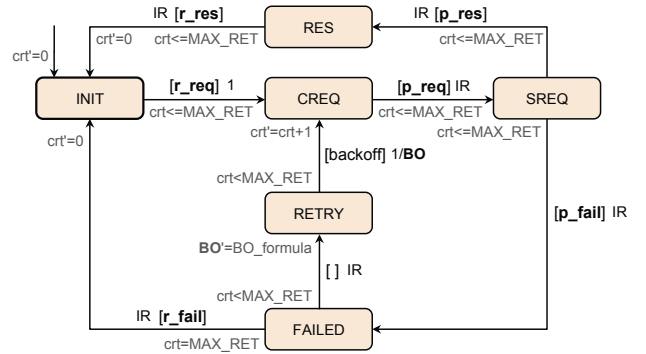 IR [r_res]
IR [p_res]
RES
crt'=0
crt<=MAX_RET
crt<=MAX_RET
crt'=0
[r_req] 1
[p_req] IR
INIT
CREQ
SREQ
crt<=MAX_RET
crt<=MAX_RET
crt'=crt+1
crt<=MAX_RET
crt'=0
[backoff] 1/BO
crt<MAX_RET
RETRY
[p_fail] IR
BO'=BO_formula
[ ] IR
crt<MAX_RET
IR [r_fail]
FAILED
crt=MAX_RET